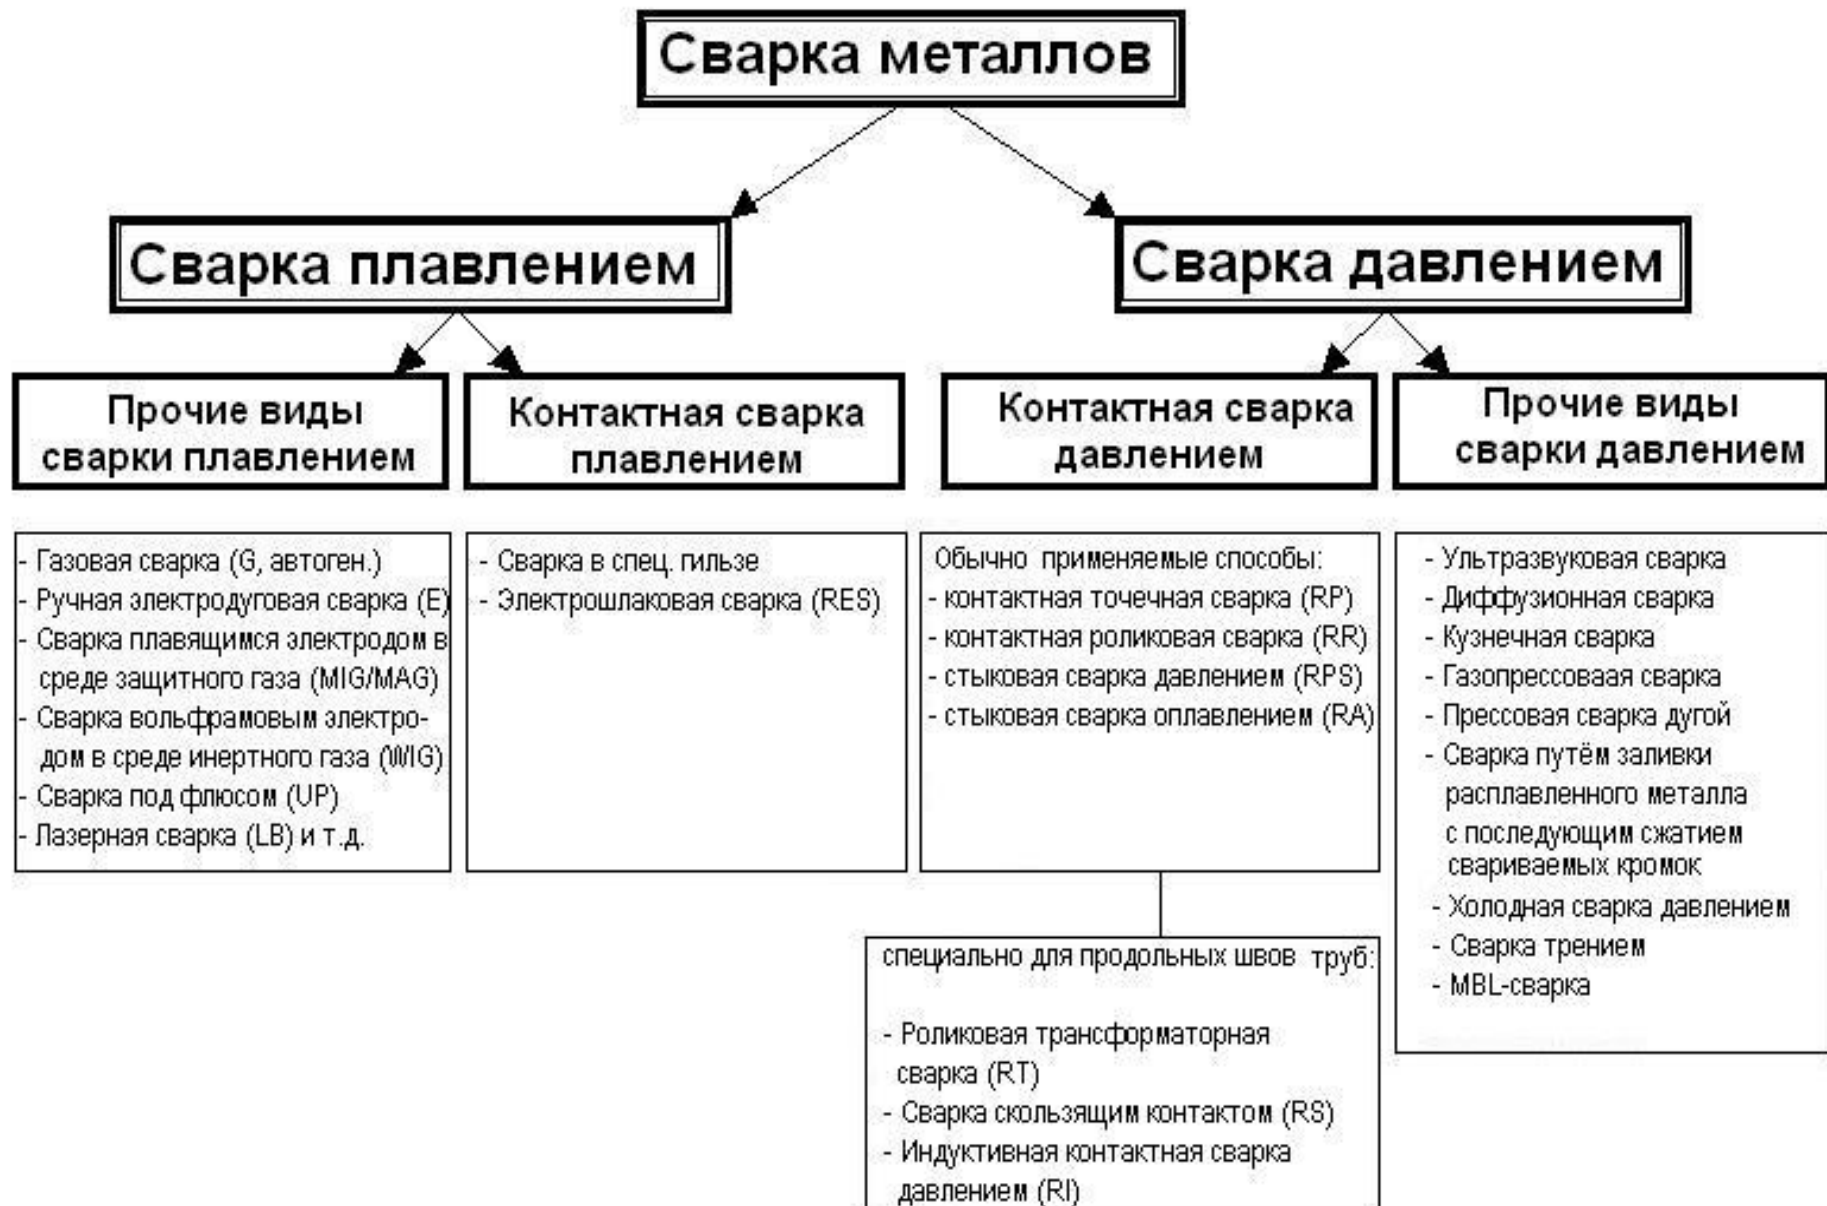 Сварка металлов
Сварка плавлением
Сварка давлением
Прочие виды
сварки плавлением
Контактная сварка
плавлением
Контактная сварка
давлением
Прочие виды
сварки давлением
- Газовая сварка (G, автоген.)
- Ручная электродуговая сварка (E)
- Сварка плавящимся электродом в
среде защитного газа (MIG/MAG)
- Сварка вольфрамовым электро-
дом в среде инертного газа (WIG)
- Сварка под флюсом (UP)
- Лазерная сварка (LB) и т.д.
- Сварка в спец. гильзе
- Электрошлаковая сварка (RES)
Обычно применяемые способы:
- контактная точечная сварка (RP)
- контактная роликовая сварка (RR)
- стыковая сварка давлением (RPS)
- стыковая сварка оплавлением (RA)
специально для продольных швов труб:
- Роликовая трансформаторная
сварка (RT)
- Сварка скользящим контактом (RS)
- Индуктивная контактная сварка
давлением (RI)
- Ультразвуковая сварка
- Диффузионная сварка
- Кузнечная сварка
- Газопрессоваая сварка
- Прессовая сварка дугой
- Сварка путём заливки
расплавленного металла
с последующим сжатием
свариваемых кромок
- Холодная сварка давлением
- Сварка трением
- MBL-сварка